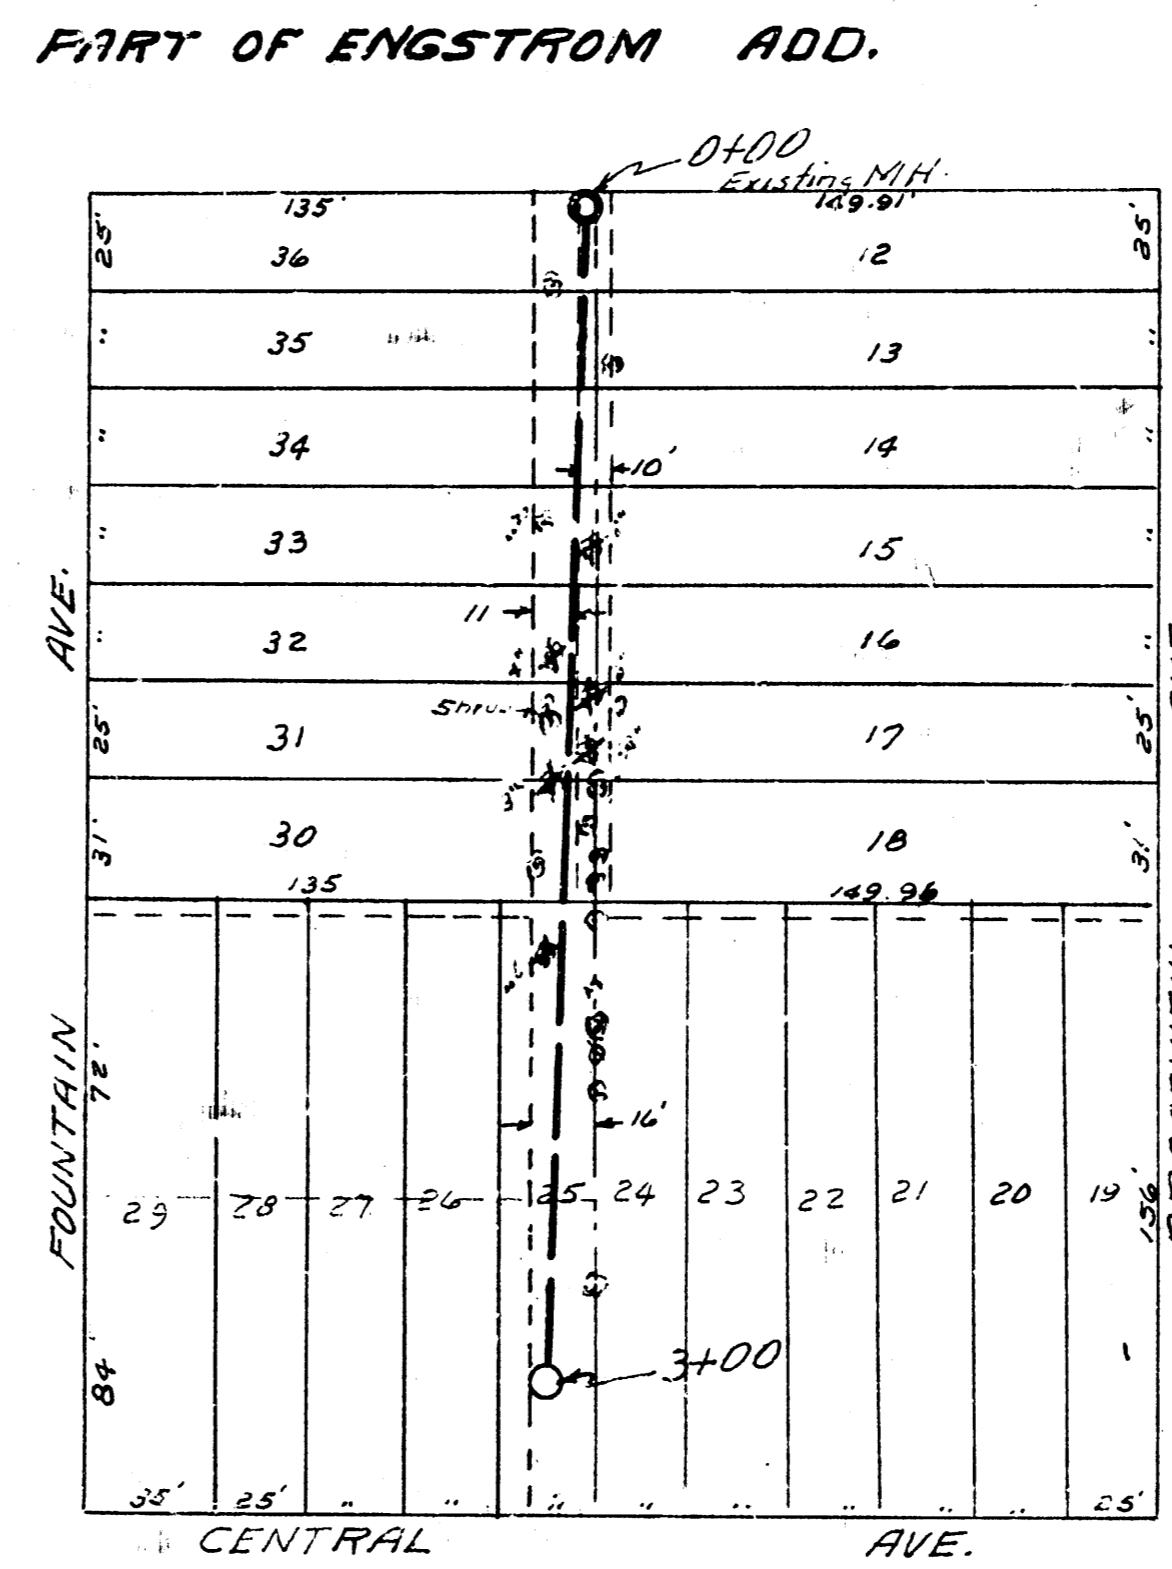 PART OF ENGSTROM ADD.
0+00
Existing MH.
135' 149.91'
25' 36 12 25'
" 35 13 "
" 34 14 "
10'
" 33 15 "
11
" 32 16 "
25' 31 17 25'
31' 30 18 31'
135 149.96
AVE.
FOUNTAIN
72'
16'
29 28 27 26 25 24 23 22 21 20 19
156'
84
3+00
35' 25' " " " " " " " " 25'
CENTRAL AVE.